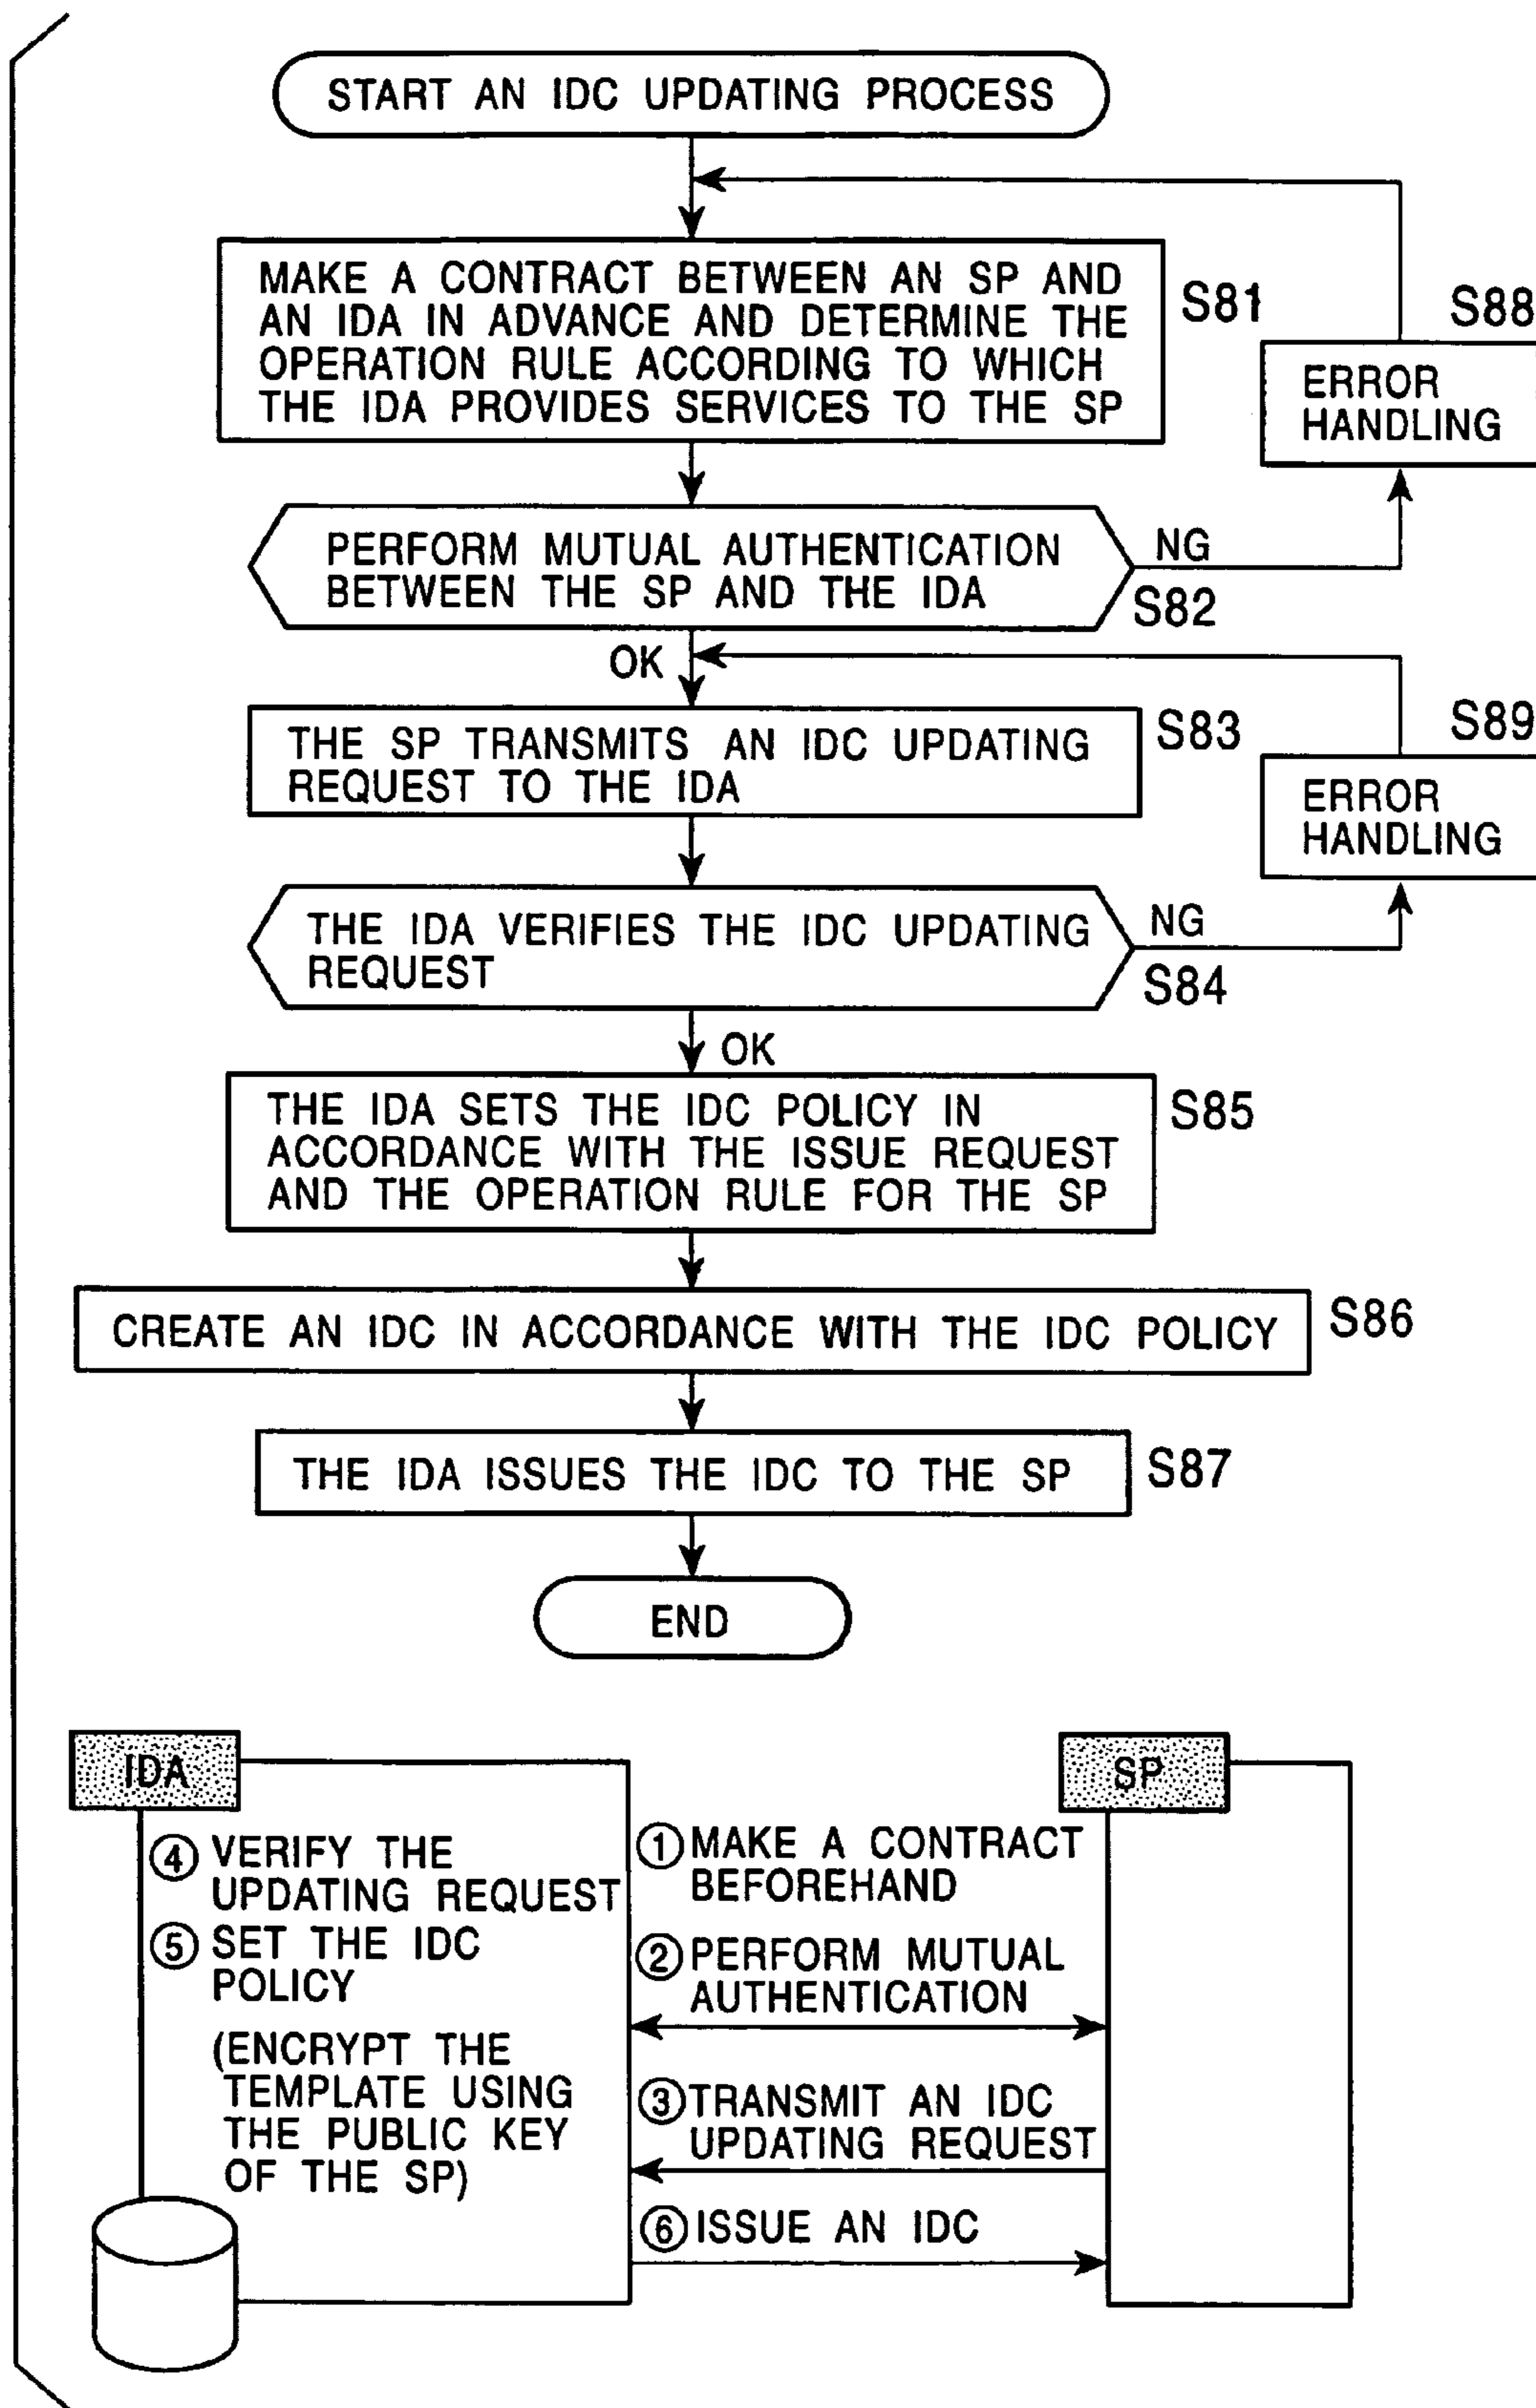 START AN IDC UPDATING PROCESS
MAKE A CONTRACT BETWEEN AN SP AND
AN IDA IN ADVANCE AND DETERMINE THE
OPERATION RULE ACCORDING TO WHICH
THE IDA PROVIDES SERVICES TO THE SP
S81
S88
ERROR
HANDLING
PERFORM MUTUAL AUTHENTICATION
BETWEEN THE SP AND THE IDA
NG
S82
OK
THE SP TRANSMITS AN IDC UPDATING
REQUEST TO THE IDA
S83
S89
ERROR
HANDLING
THE IDA VERIFIES THE IDC UPDATING
REQUEST
NG
S84
OK
THE IDA SETS THE IDC POLICY IN
ACCORDANCE WITH THE ISSUE REQUEST
AND THE OPERATION RULE FOR THE SP
S85
CREATE AN IDC IN ACCORDANCE WITH THE IDC POLICY
S86
THE IDA ISSUES THE IDC TO THE SP
S87
END
IDA
④ VERIFY THE
UPDATING REQUEST
⑤ SET THE IDC
POLICY
(ENCRYPT THE
TEMPLATE USING
THE PUBLIC KEY
OF THE SP)
① MAKE A CONTRACT
BEFOREHAND
② PERFORM MUTUAL
AUTHENTICATION
③ TRANSMIT AN IDC
UPDATING REQUEST
⑥ ISSUE AN IDC
SP